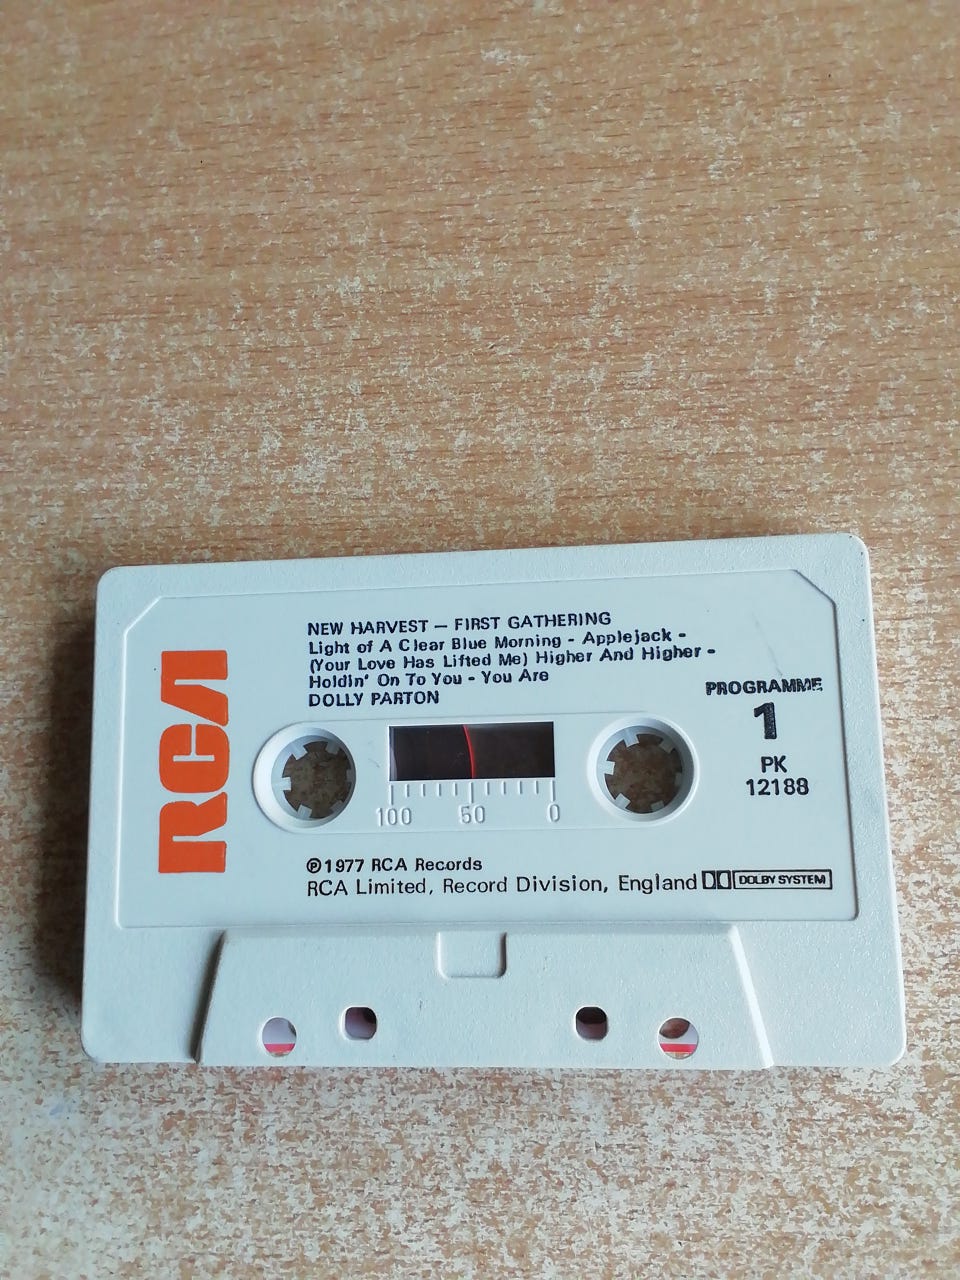 RCA
NEW HARVEST – FIRST GATHERING
Light of A Clear Blue Morning - Applejack -
(Your Love Has Lifted Me) Higher And Higher -
Holdin' On To You - You Are
DOLLY PARTON
PROGRAMME
1
PK
12188
100 50 0
℗1977 RCA Records
RCA Limited, Record Division, England DOLBY SYSTEM